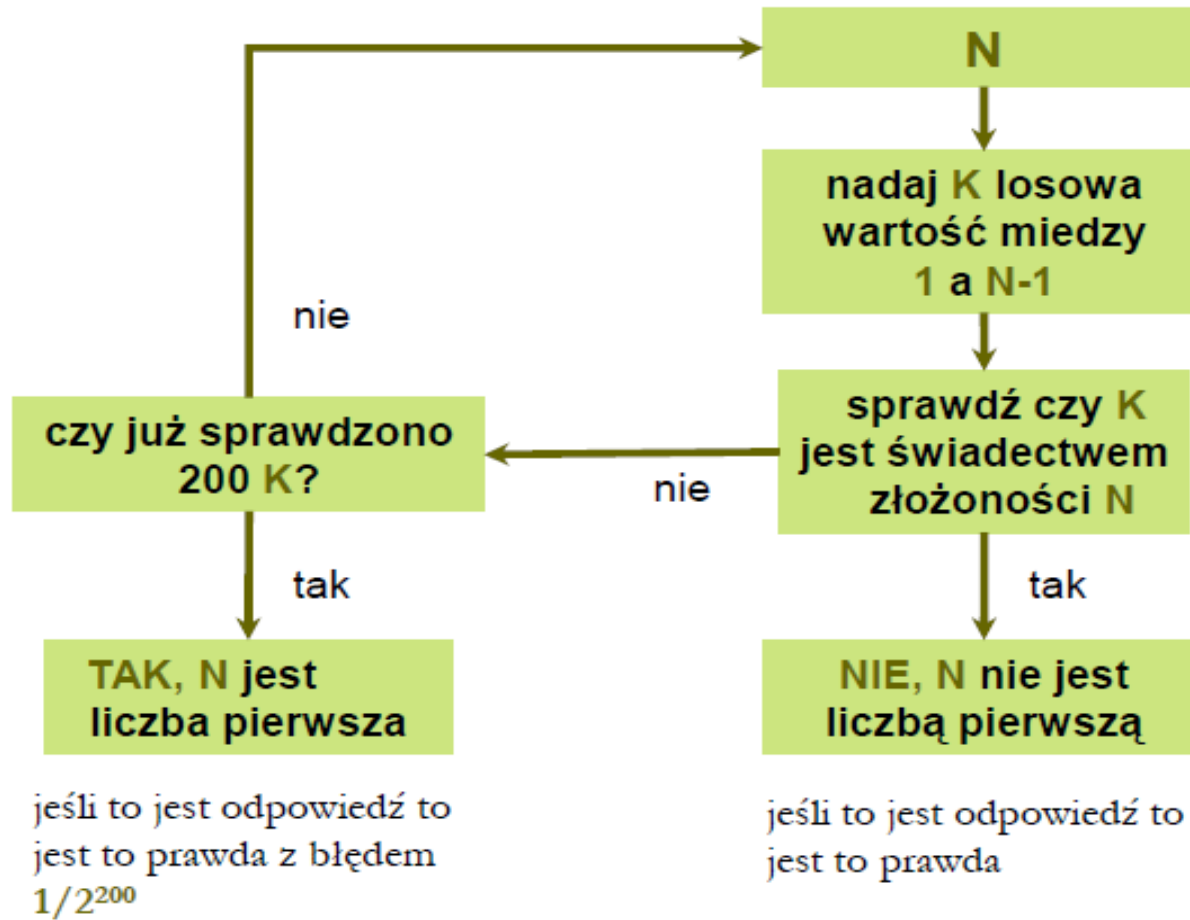 N
nadaj K losowa
wartość miedzy
1 a N-1
nie
sprawdź czy K
jest świadectwem
złożoności N
nie
czy już sprawdzono
200 K?
tak
tak
TAK, N jest
liczba pierwsza
NIE, N nie jest
liczbą pierwszą
jeśli to jest odpowiedź to
jest to prawda z błędem
1/2²⁰⁰
jeśli to jest odpowiedź to
jest to prawda